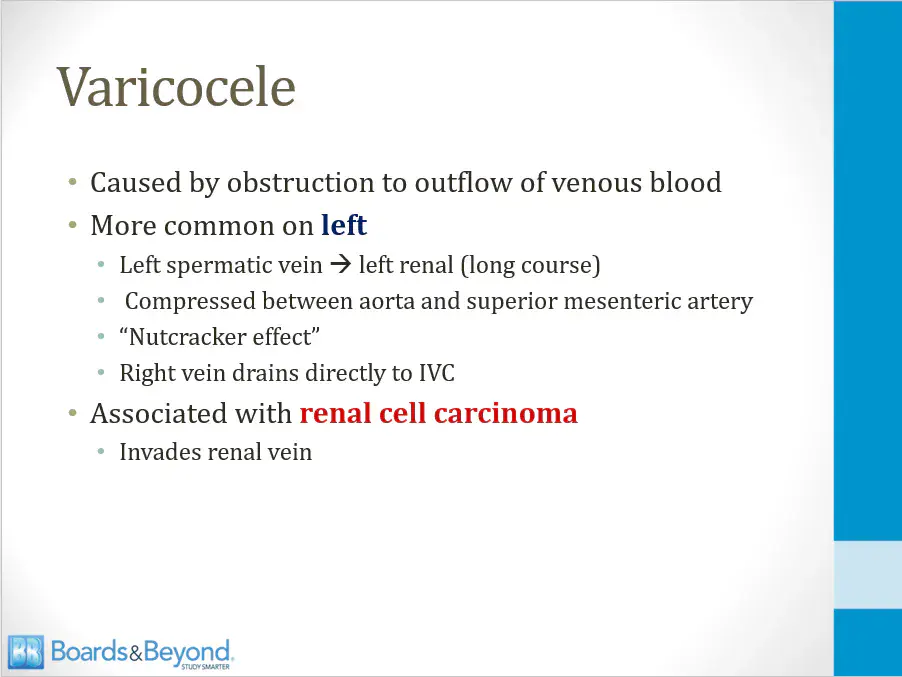 Varicocele
• Caused by obstruction to outflow of venous blood
• More common on left
• Left spermatic vein → left renal (long course)
• Compressed between aorta and superior mesenteric artery
• “Nutcracker effect”
• Right vein drains directly to IVC
• Associated with renal cell carcinoma
• Invades renal vein
BB Boards&Beyond.
STUDY SMARTER